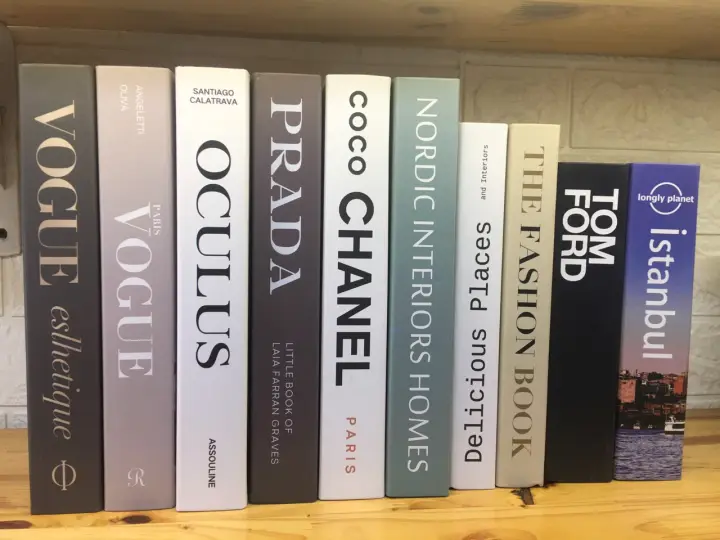 VOGUE eslhetique
ANGELETTI
OLIVA
PARIS
VOGUE
R
SANTIAGO
CALATRAVA
OCULUS
ASSOULINE
PRADA
LITTLE BOOK OF
LAIA FARRAN GRAVES
COCO CHANEL PARIS
NORDIC INTERIORS HOMES
Delicious Places and Interiors
THE FASHON BOOK
TOM
FORD
longly planet
istanbul